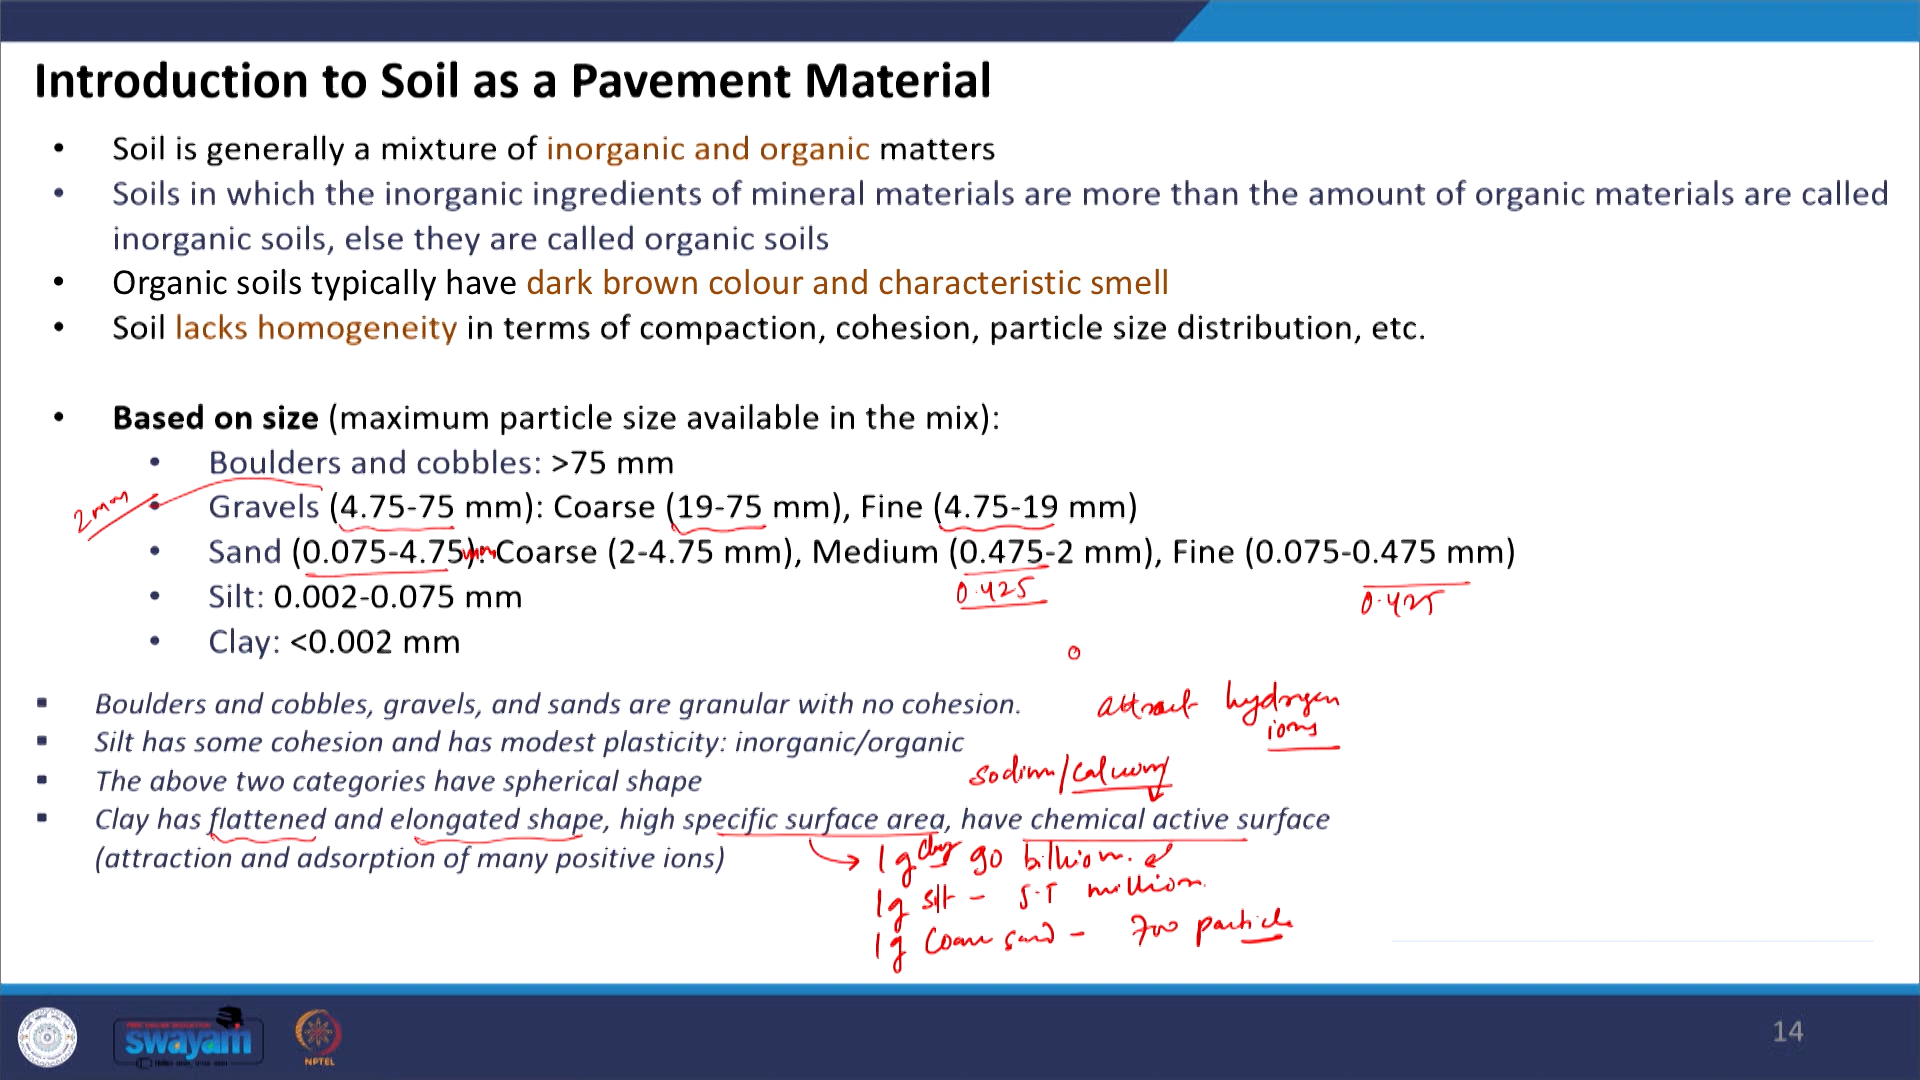 Introduction to Soil as a Pavement Material
• Soil is generally a mixture of inorganic and organic matters
• Soils in which the inorganic ingredients of mineral materials are more than the amount of organic materials are called
inorganic soils, else they are called organic soils
• Organic soils typically have dark brown colour and characteristic smell
• Soil lacks homogeneity in terms of compaction, cohesion, particle size distribution, etc.
• Based on size (maximum particle size available in the mix):
• Boulders and cobbles: >75 mm
2mm
• Gravels (4.75-75 mm): Coarse (19-75 mm), Fine (4.75-19 mm)
• Sand (0.075-4.75mm): Coarse (2-4.75 mm), Medium (0.475-2 mm), Fine (0.075-0.475 mm)
0.425 0.425
• Silt: 0.002-0.075 mm
• Clay: <0.002 mm
▪ Boulders and cobbles, gravels, and sands are granular with no cohesion.
attract hydrogen
ions
▪ Silt has some cohesion and has modest plasticity: inorganic/organic
▪ The above two categories have spherical shape
sodium/calcium
▪ Clay has flattened and elongated shape, high specific surface area, have chemical active surface
(attraction and adsorption of many positive ions)
1g clay 90 billion.
1g silt - 5.7 million.
1g coarse sand - 700 particle
swayam
NPTEL
14